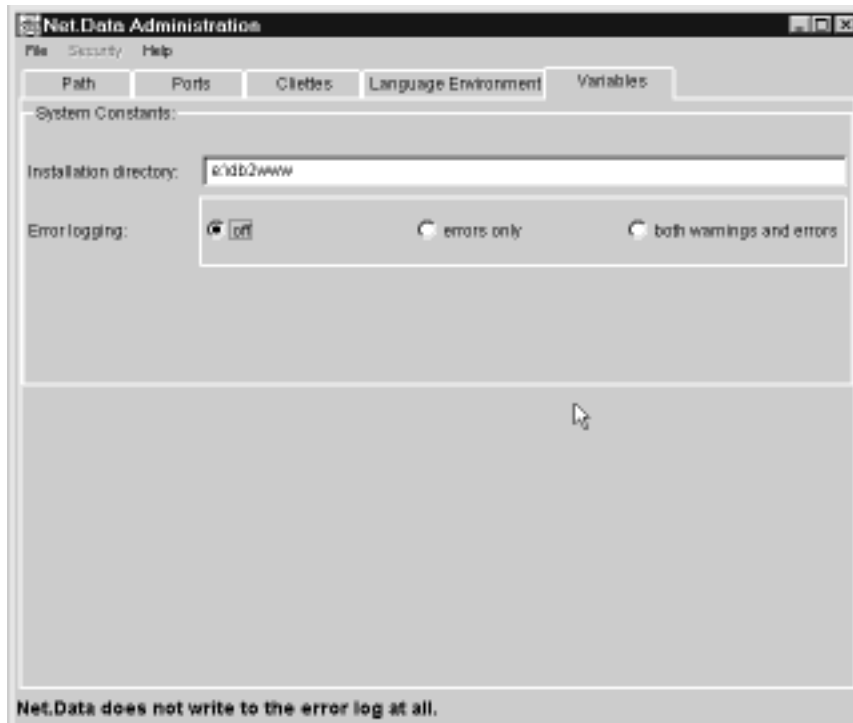 Net.Data Administration
File Security Help
Path Ports Cliettes Language Environment Variables
System Constants:
Installation directory: e:\db2www
Error logging: off errors only both warnings and errors
Net.Data does not write to the error log at all.